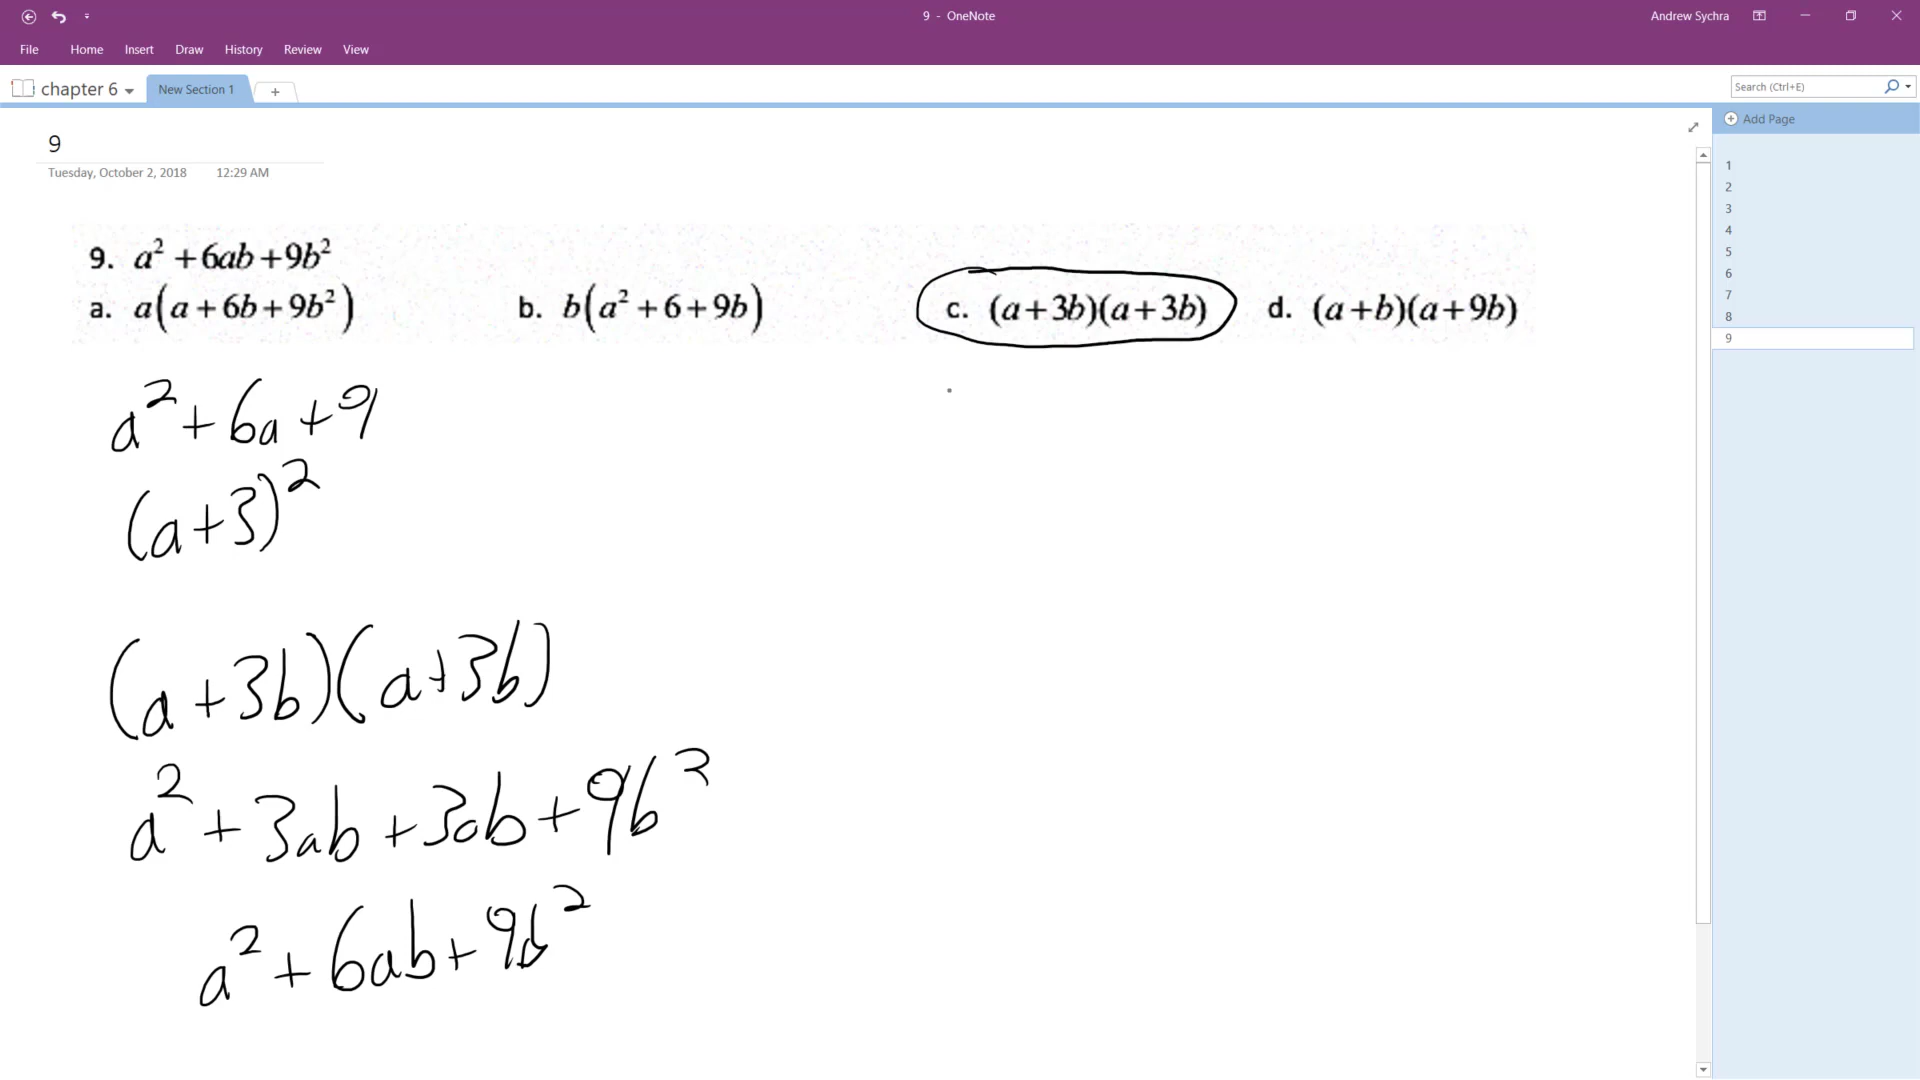 9 - OneNote
Andrew Sychra
File Home Insert Draw History Review View
chapter 6
New Section 1
+
Search (Ctrl+E)
Add Page
9
Tuesday, October 2, 2018 12:29 AM
9. a² + 6ab + 9b²
a. a(a + 6b + 9b²) b. b(a² + 6 + 9b) c. (a + 3b)(a + 3b) d. (a + b)(a + 9b)
a² + 6a + 9
(a + 3)²
(a + 3b)(a + 3b)
a² + 3ab + 3ab + 9b²
a² + 6ab + 9b²
1
2
3
4
5
6
7
8
9